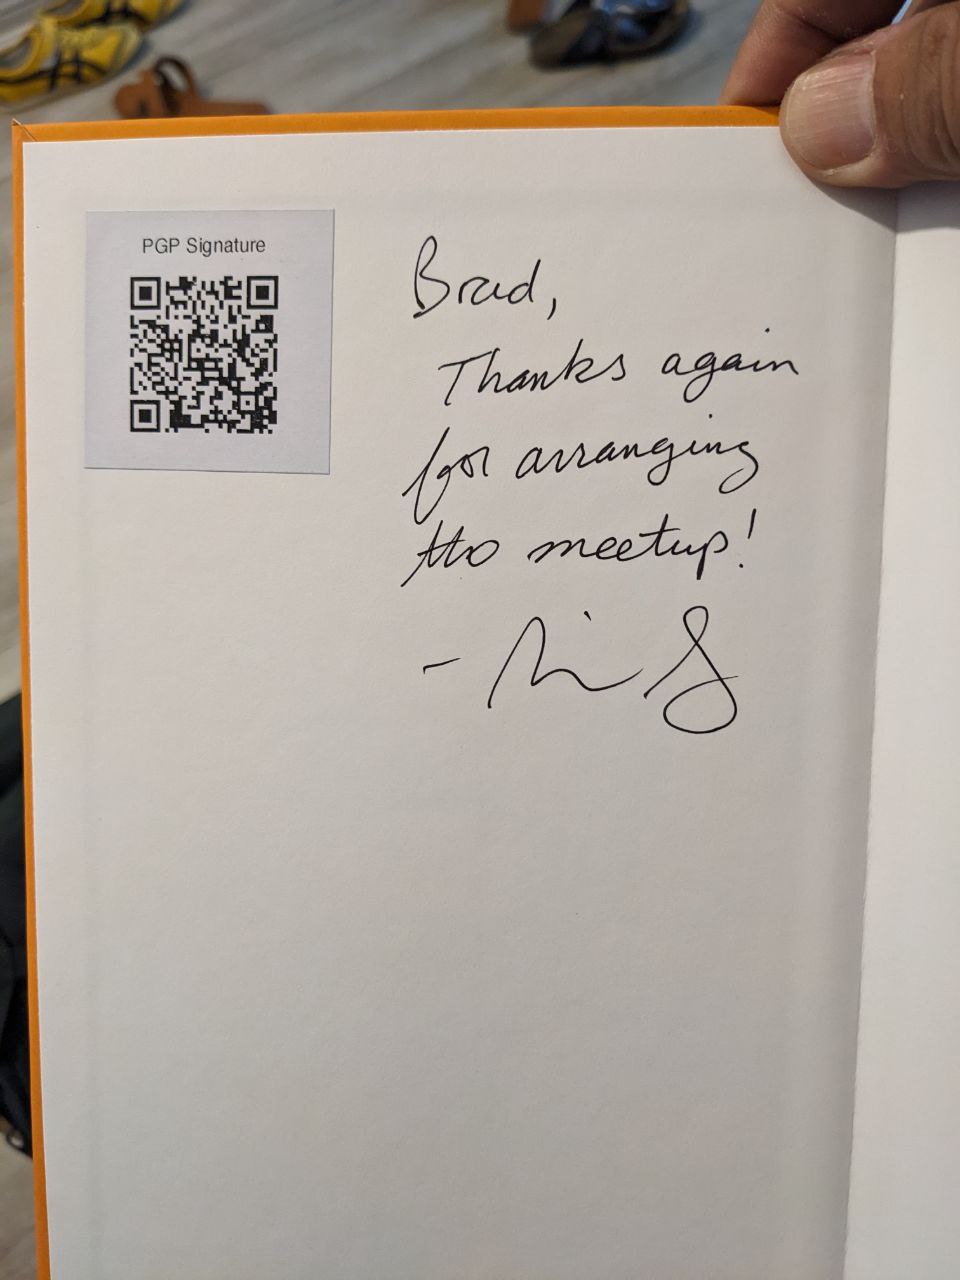 PGP Signature
Brad,
Thanks again
for arranging
the meetup!